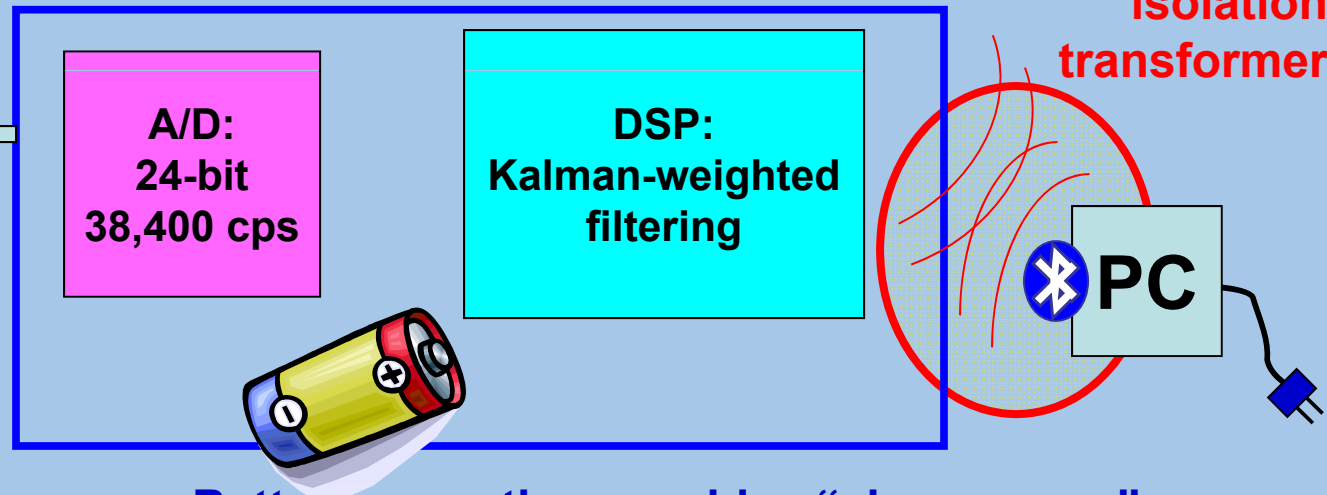 isolation
transformer
A/D:
24-bit
38,400 cps
DSP:
Kalman-weighted
filtering
PC